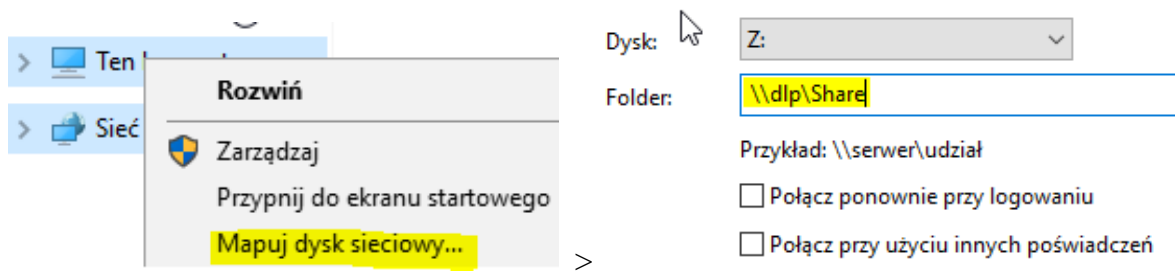 Ten
Sieć
Rozwiń
Zarządzaj
Przypnij do ekranu startowego
Mapuj dysk sieciowy...
>
Dysk: Z:
Folder: \\dlp\Share
Przykład: \\serwer\udział
Połącz ponownie przy logowaniu
Połącz przy użyciu innych poświadczeń